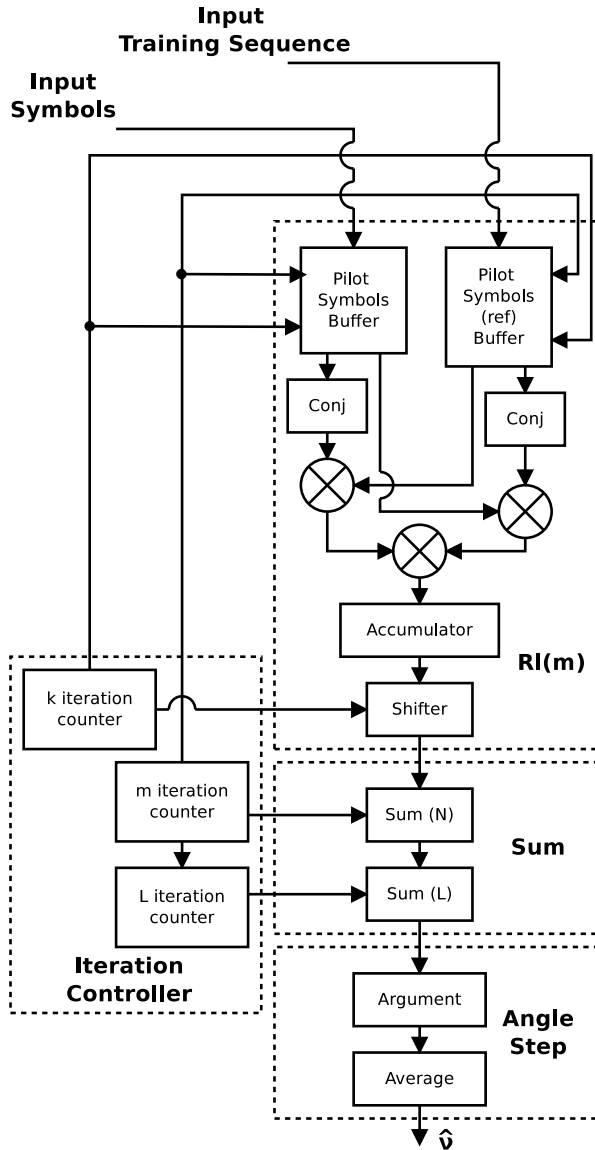 Input
Training Sequence
Input
Symbols
Pilot
Symbols
Buffer
Pilot
Symbols
(ref)
Buffer
Conj
Conj
Accumulator
Rl(m)
k iteration
counter
Shifter
m iteration
counter
Sum (N)
Sum
L iteration
counter
Sum (L)
Iteration
Controller
Argument
Angle
Step
Average
ν̂